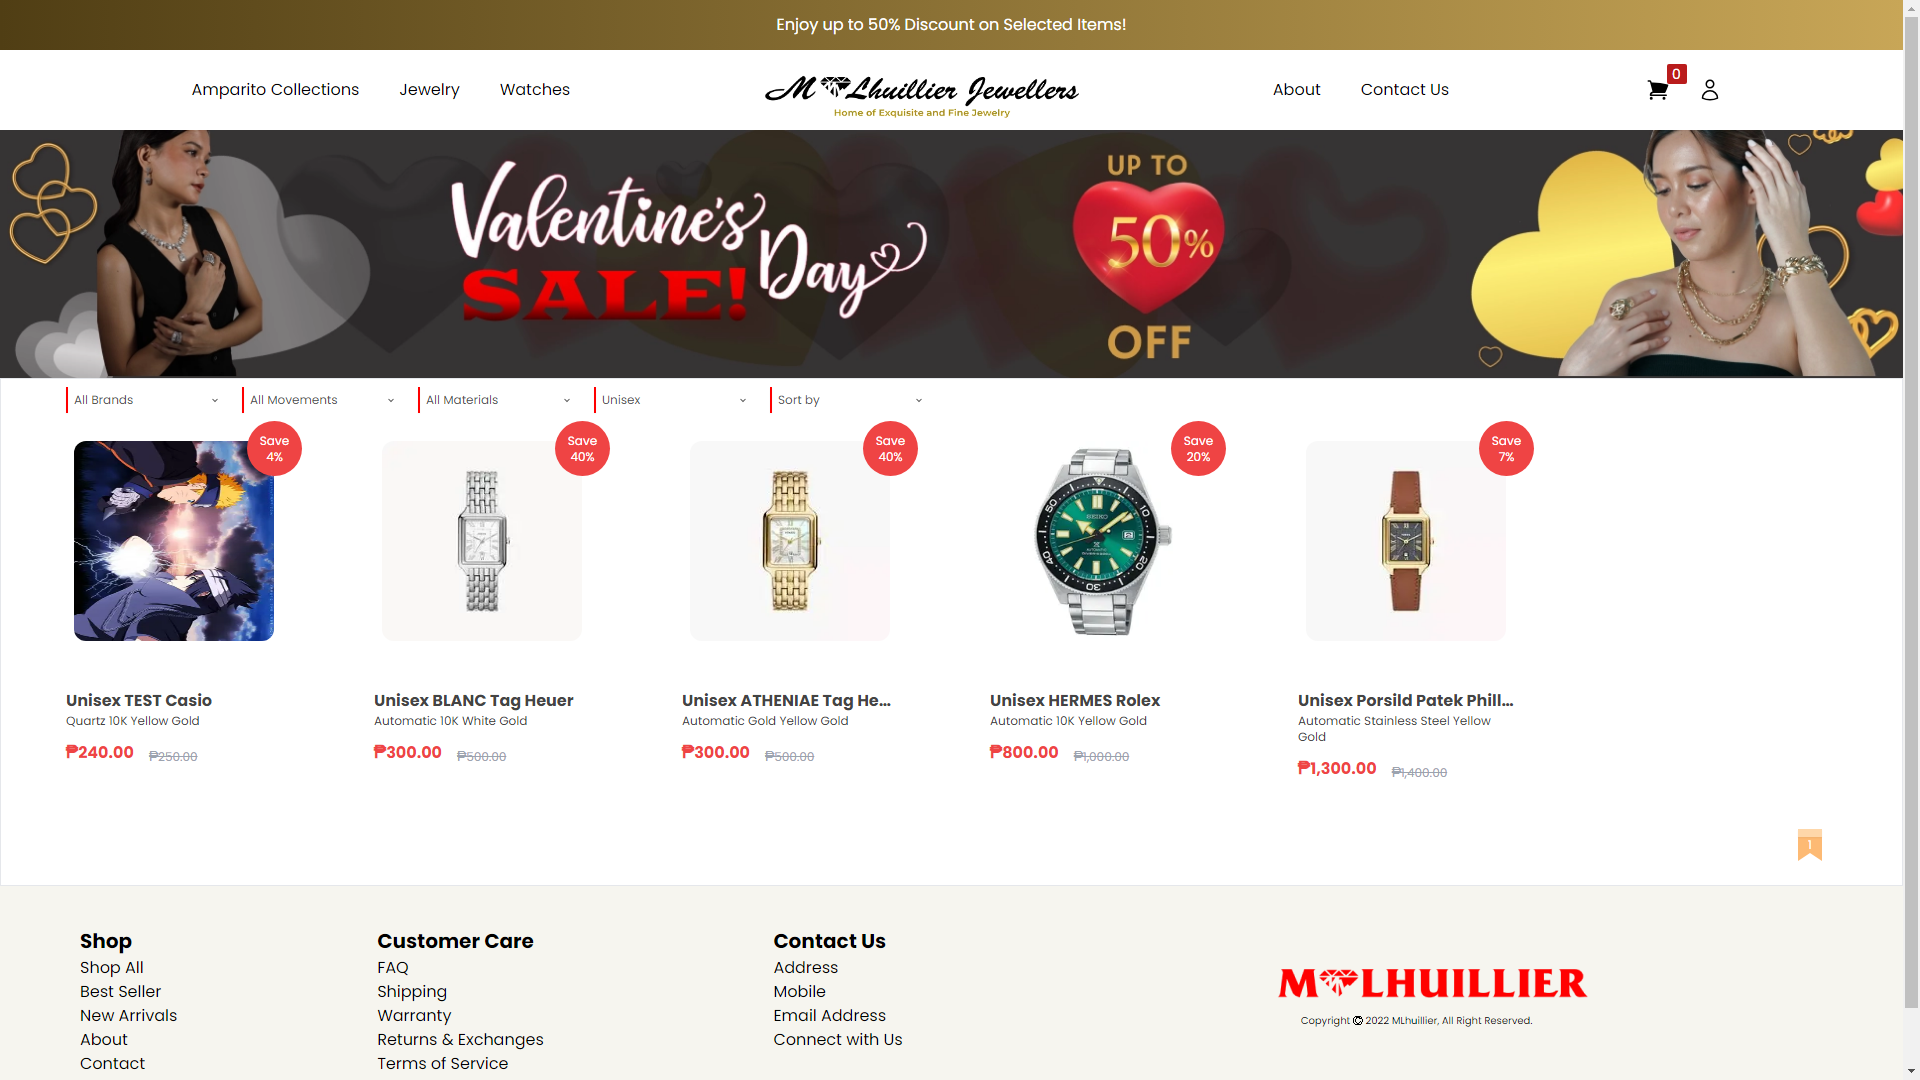 Enjoy up to 50% Discount on Selected Items!
Amparito Collections
Jewelry
Watches
M Lhuillier Jewellers
Home of Exquisite and Fine Jewelry
About
Contact Us
0
Valentine's
Day
SALE!
UP TO
50%
OFF
All Brands
All Movements
All Materials
Unisex
Sort by
Save
4%
Save
40%
Save
40%
Save
20%
Save
7%
SEIKO
Unisex TEST Casio
Quartz 10K Yellow Gold
₱240.00 ₱250.00
Unisex BLANC Tag Heuer
Automatic 10K White Gold
₱300.00 ₱500.00
Unisex ATHENIAE Tag He...
Automatic Gold Yellow Gold
₱300.00 ₱500.00
Unisex HERMES Rolex
Automatic 10K Yellow Gold
₱800.00 ₱1,000.00
Unisex Porsild Patek Phill...
Automatic Stainless Steel Yellow
Gold
₱1,300.00 ₱1,400.00
1
Shop
Shop All
Best Seller
New Arrivals
About
Contact
Customer Care
FAQ
Shipping
Warranty
Returns & Exchanges
Terms of Service
Contact Us
Address
Mobile
Email Address
Connect with Us
M LHUILLIER
Copyright © 2022 MLhuillier, All Right Reserved.